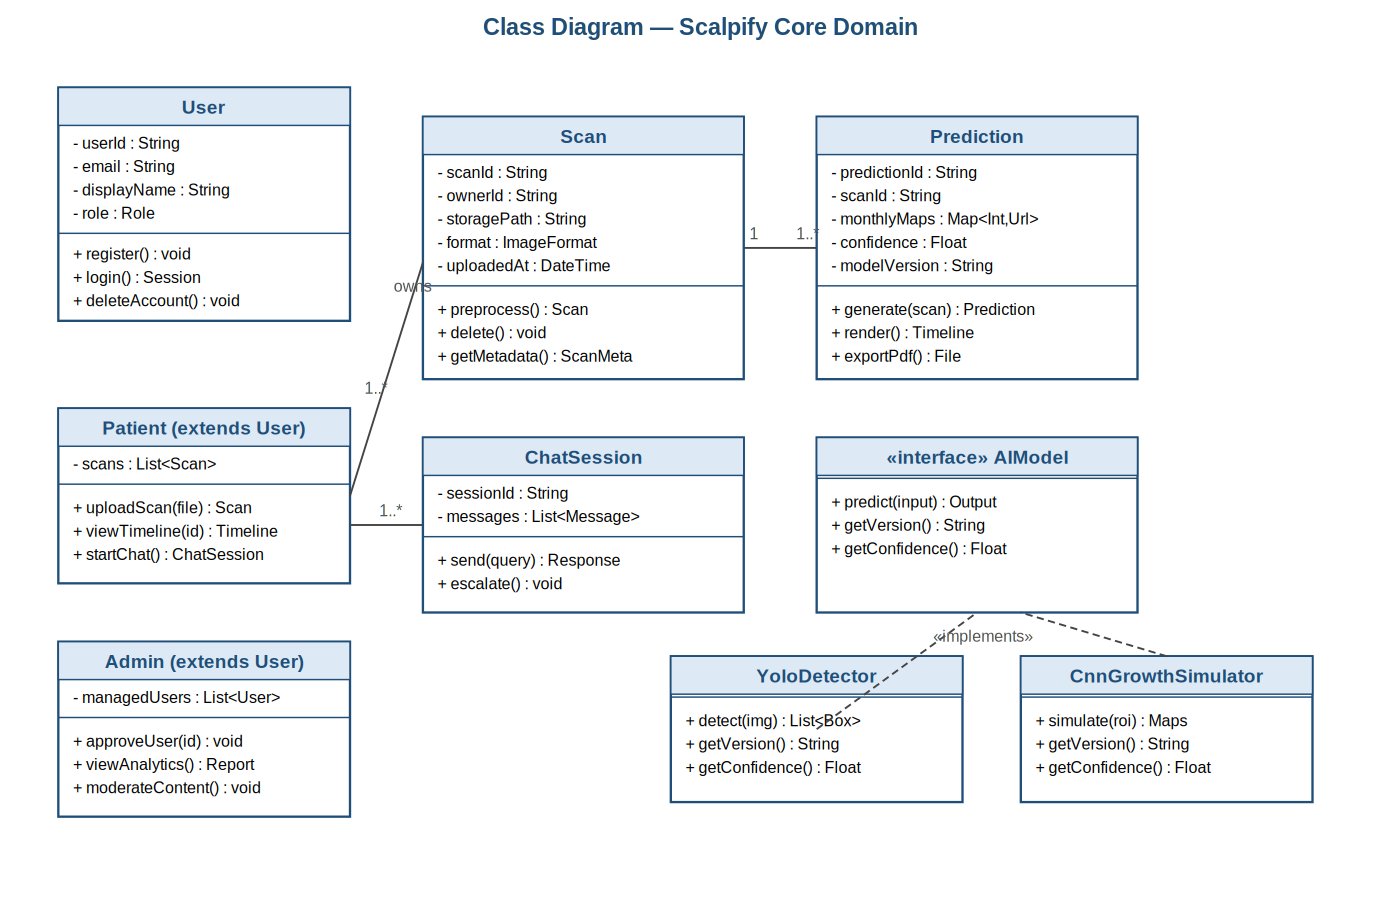 Class Diagram — Scalpify Core Domain
User
- userId : String
- email : String
- displayName : String
- role : Role
+ register() : void
+ login() : Session
+ deleteAccount() : void
Scan
- scanId : String
- ownerId : String
- storagePath : String
- format : ImageFormat
- uploadedAt : DateTime
+ preprocess() : Scan
+ delete() : void
+ getMetadata() : ScanMeta
1
1..*
Prediction
- predictionId : String
- scanId : String
- monthlyMaps : Map<Int,Url>
- confidence : Float
- modelVersion : String
+ generate(scan) : Prediction
+ render() : Timeline
+ exportPdf() : File
owns
1..*
Patient (extends User)
- scans : List<Scan>
+ uploadScan(file) : Scan
+ viewTimeline(id) : Timeline
+ startChat() : ChatSession
1..*
ChatSession
- sessionId : String
- messages : List<Message>
+ send(query) : Response
+ escalate() : void
«interface» AIModel
+ predict(input) : Output
+ getVersion() : String
+ getConfidence() : Float
«implements»
Admin (extends User)
- managedUsers : List<User>
+ approveUser(id) : void
+ viewAnalytics() : Report
+ moderateContent() : void
YoloDetector
+ detect(img) : List<Box>
+ getVersion() : String
+ getConfidence() : Float
CnnGrowthSimulator
+ simulate(roi) : Maps
+ getVersion() : String
+ getConfidence() : Float